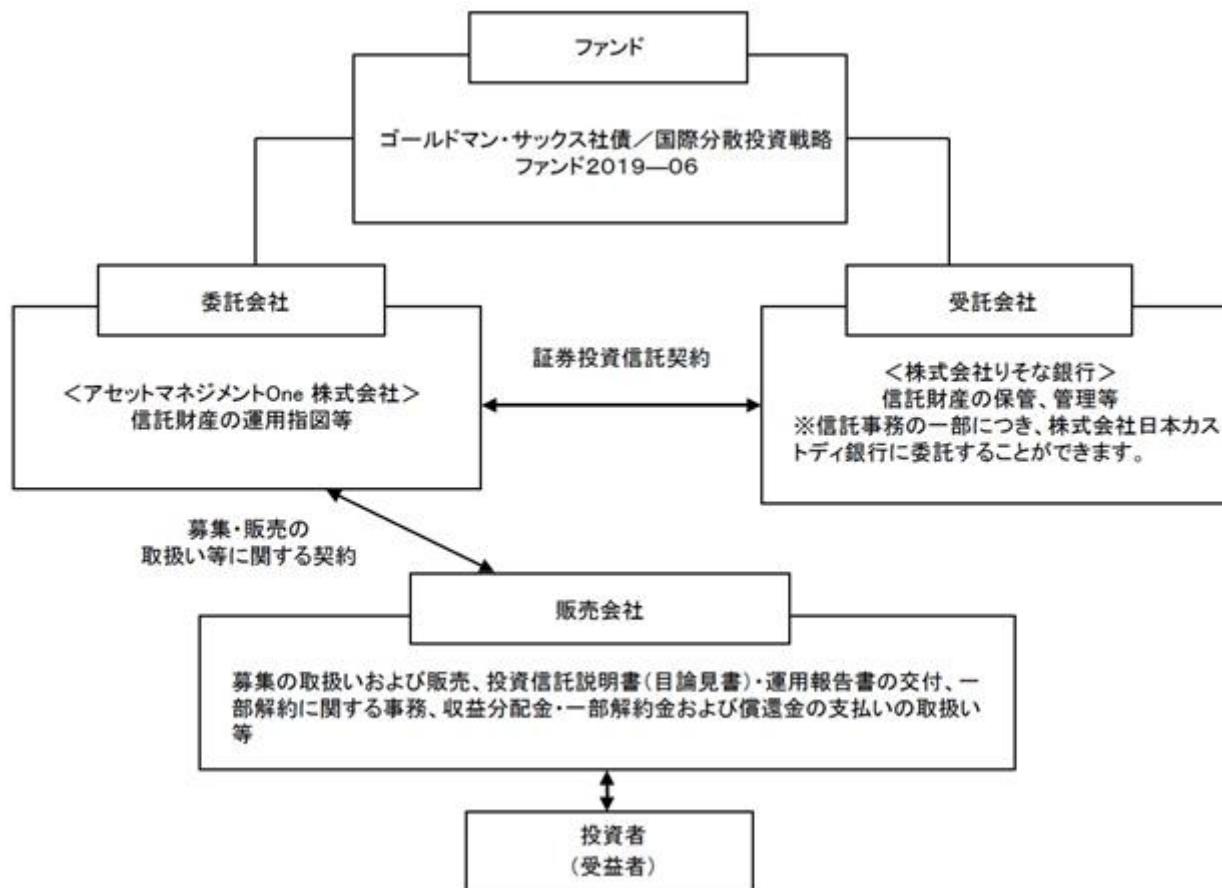 ファンド
ゴールドマン・サックス社債／国際分散投資戦略
ファンド２０１９―０６
委託会社
＜アセットマネジメントOne 株式会社＞
信託財産の運用指図等
証券投資信託契約
受託会社
＜株式会社りそな銀行＞
信託財産の保管、管理等
※信託事務の一部につき、株式会社日本カス
トディ銀行に委託することができます。
募集・販売の
取扱い等に関する契約
販売会社
募集の取扱いおよび販売、投資信託説明書（目論見書）・運用報告書の交付、一
部解約に関する事務、収益分配金・一部解約金および償還金の支払いの取扱い
等
投資者
（受益者）